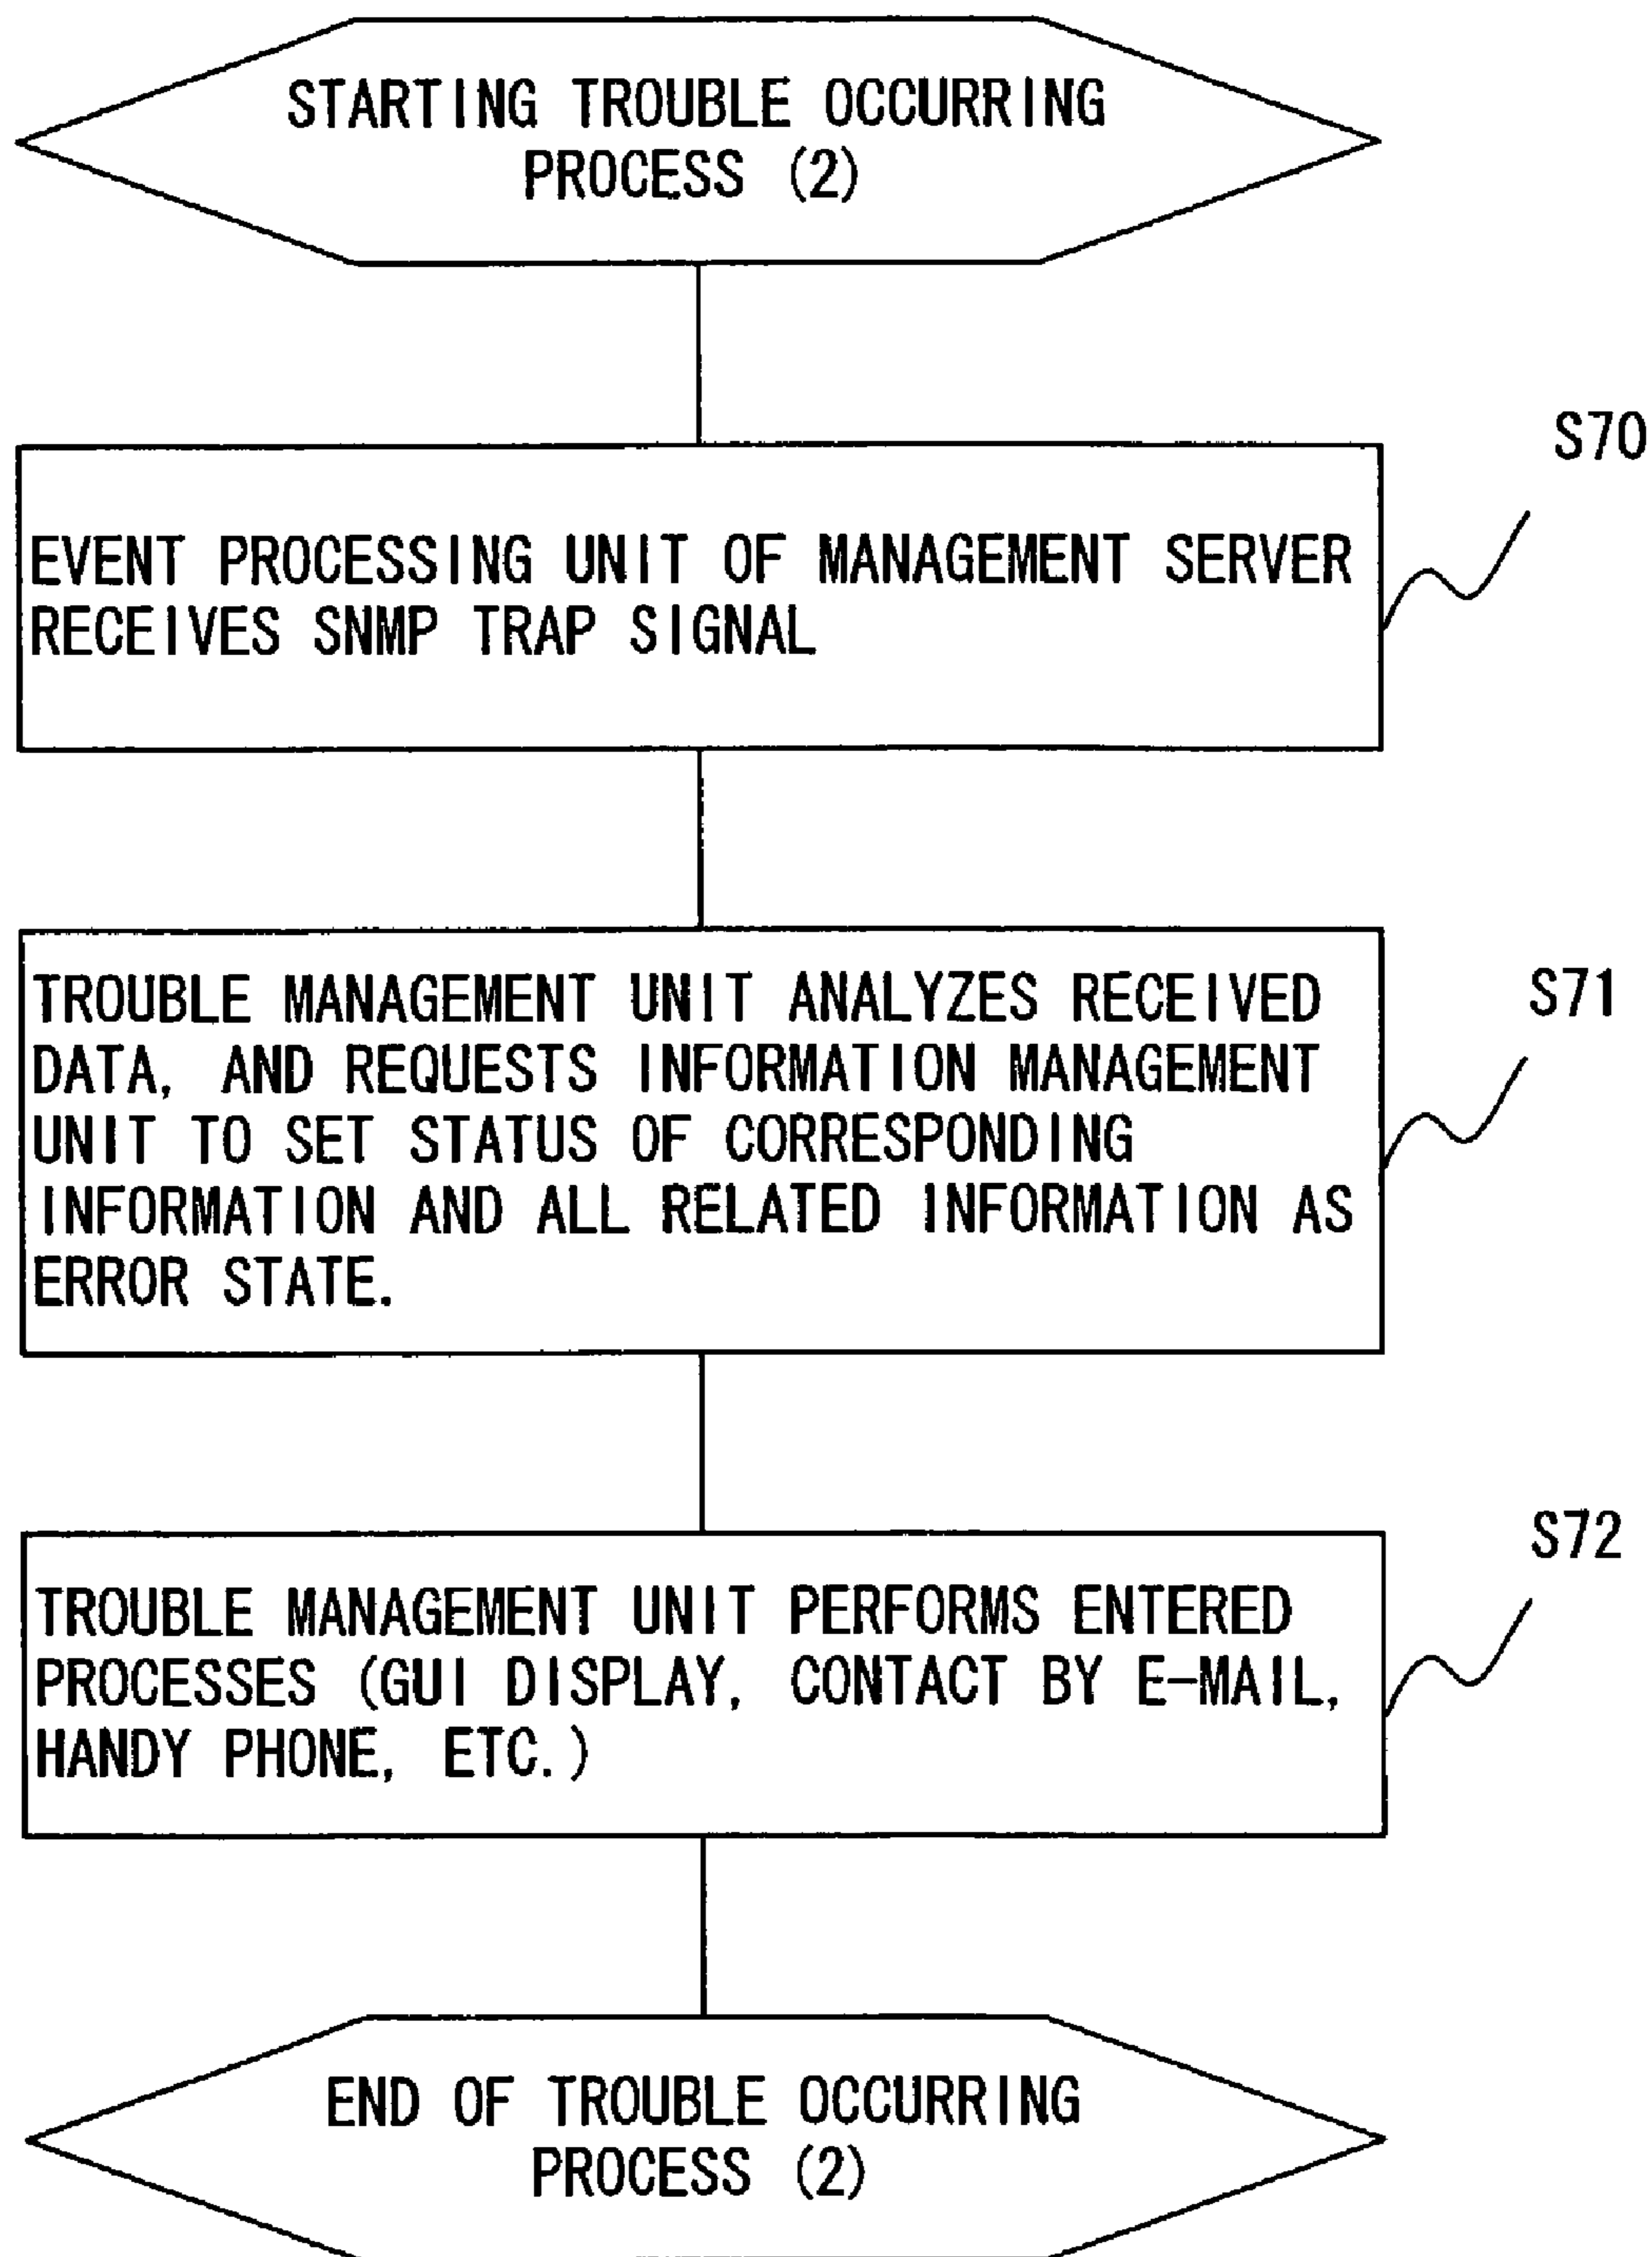 STARTING TROUBLE OCCURRING
PROCESS (2)
S70
EVENT PROCESSING UNIT OF MANAGEMENT SERVER
RECEIVES SNMP TRAP SIGNAL
S71
TROUBLE MANAGEMENT UNIT ANALYZES RECEIVED
DATA, AND REQUESTS INFORMATION MANAGEMENT
UNIT TO SET STATUS OF CORRESPONDING
INFORMATION AND ALL RELATED INFORMATION AS
ERROR STATE.
S72
TROUBLE MANAGEMENT UNIT PERFORMS ENTERED
PROCESSES (GUI DISPLAY, CONTACT BY E-MAIL,
HANDY PHONE, ETC.)
END OF TROUBLE OCCURRING
PROCESS (2)